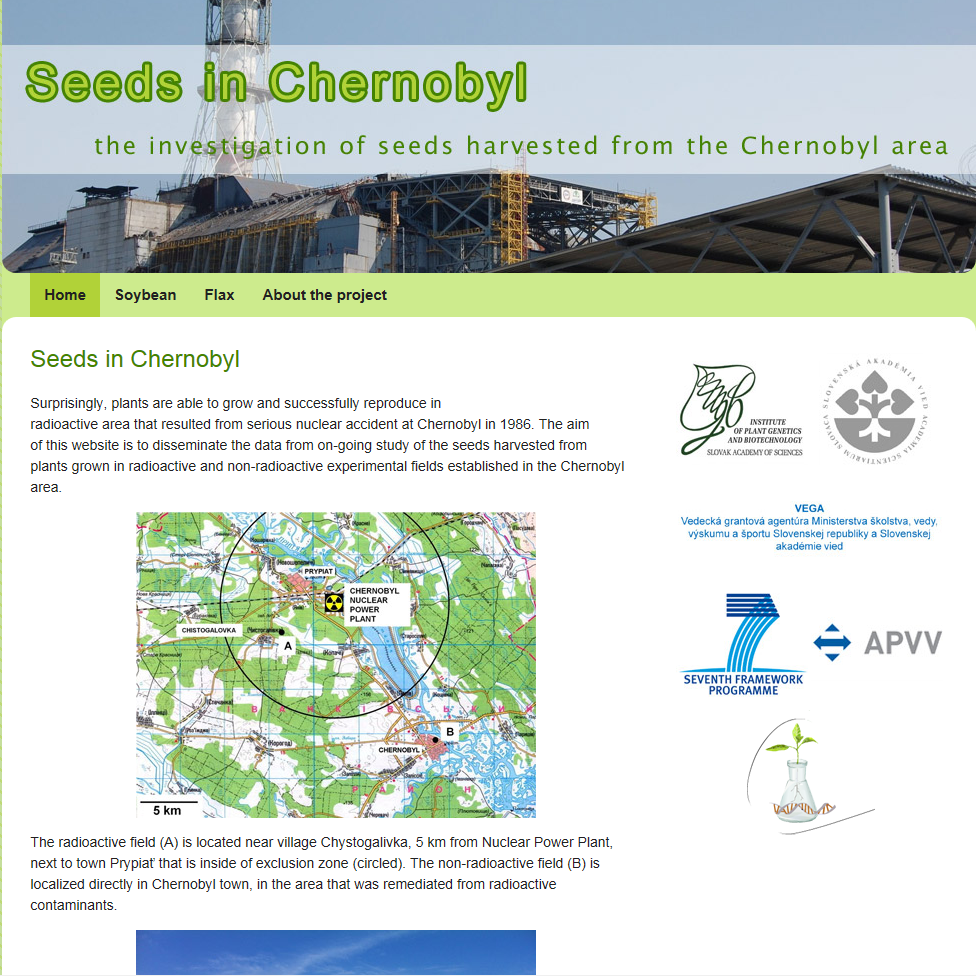 Seeds in Chernobyl
the investigation of seeds harvested from the Chernobyl area
Home
Soybean
Flax
About the project
Seeds in Chernobyl
Surprisingly, plants are able to grow and successfully reproduce in
radioactive area that resulted from serious nuclear accident at Chernobyl in 1986. The aim
of this website is to disseminate the data from on-going study of the seeds harvested from
plants grown in radioactive and non-radioactive experimental fields established in the Chernobyl
area.
PRYPIAT
CHERNOBYL
NUCLEAR
POWER
PLANT
CHISTOGALOVKA
A
B
CHERNOBYL
5 km
The radioactive field (A) is located near village Chystogalivka, 5 km from Nuclear Power Plant,
next to town Prypiať that is inside of exclusion zone (circled). The non-radioactive field (B) is
localized directly in Chernobyl town, in the area that was remediated from radioactive
contaminants.
INSTITUTE
OF PLANT GENETICS
AND BIOTECHNOLOGY
SLOVAK ACADEMY OF SCIENCES
SLOVENSKÁ AKADÉMIA VIED
ACADEMIA SCIENTIARUM SLOVACA
VEGA
Vedecká grantová agentúra Ministerstva školstva, vedy,
výskumu a športu Slovenskej republiky a Slovenskej
akadémie vied
7
SEVENTH FRAMEWORK
PROGRAMME
APVV